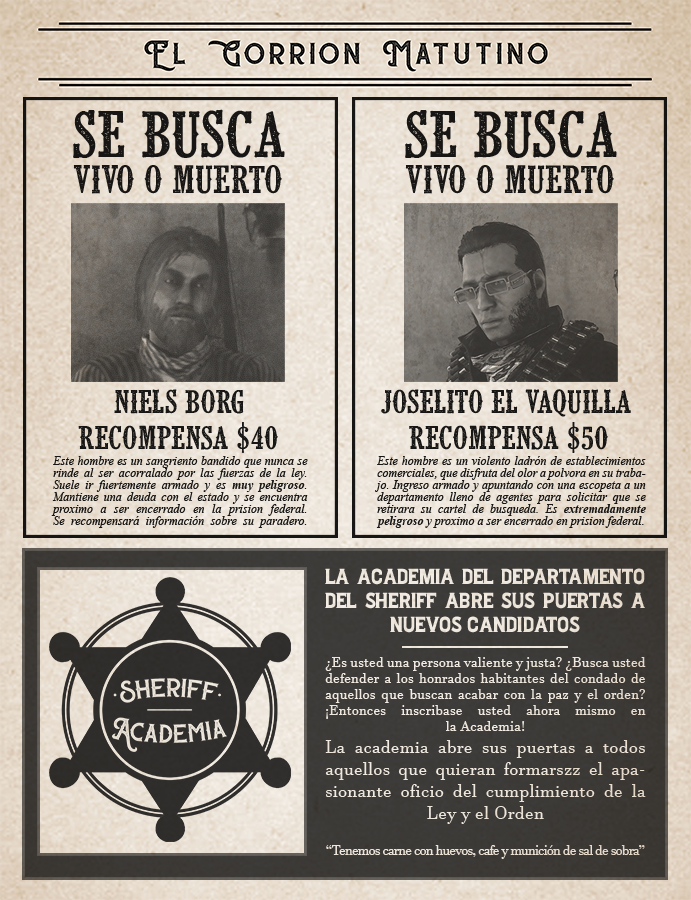 El Gorrion Matutino
SE BUSCA
VIVO O MUERTO
NIELS BORG
RECOMPENSA $40
Este hombre es un sangriento bandido que nunca se
rinde al ser acorralado por las fuerzas de la ley.
Suele ir fuertemente armado y es muy peligroso.
Mantiene una deuda con el estado y se encuentra
proximo a ser encerrado en la prision federal.
Se recompensará información sobre su paradero.
SE BUSCA
VIVO O MUERTO
JOSELITO EL VAQUILLA
RECOMPENSA $50
Este hombre es un violento ladrón de establecimientos
comerciales, que disfruta del olor a polvora en su traba-
jo. Ingreso armado y apuntando con una escopeta a un
departamento lleno de agentes para solicitar que se
retirara su cartel de busqueda. Es extremadamente
peligroso y proximo a ser encerrado en prision federal.
SHERIFF
ACADEMIA
LA ACADEMIA DEL DEPARTAMENTO
DEL SHERIFF ABRE SUS PUERTAS A
NUEVOS CANDIDATOS
¿Es usted una persona valiente y justa? ¿Busca usted
defender a los honrados habitantes del condado de
aquellos que buscan acabar con la paz y el orden?
¡Entonces inscribase usted ahora mismo en
la Academia!
La academia abre sus puertas a todos
aquellos que quieran formarszz el apa-
sionante oficio del cumplimiento de la
Ley y el Orden
“Tenemos carne con huevos, cafe y munición de sal de sobra”